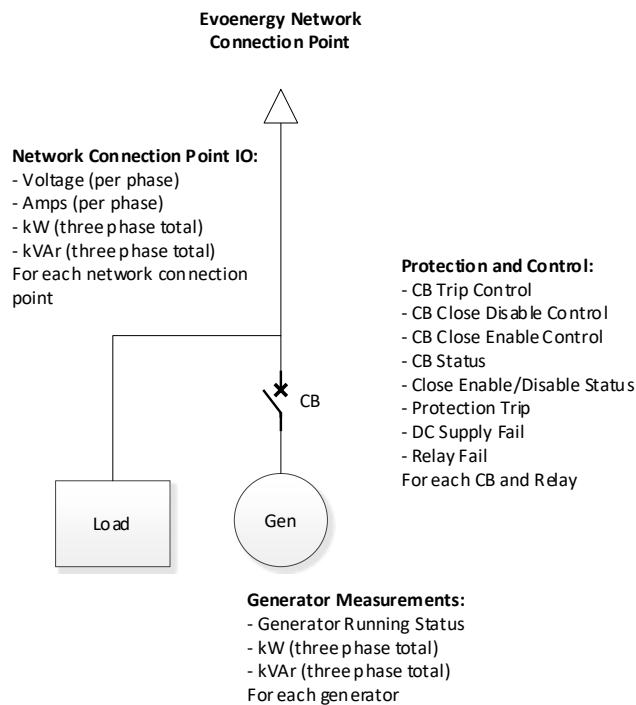 Evoenergy Network
Connection Point
Network Connection Point IO:
- Voltage (per phase)
- Amps (per phase)
- kW (three phase total)
- kVAr (three phase total)
For each network connection
point
Protection and Control:
- CB Trip Control
- CB Close Disable Control
- CB Close Enable Control
- CB Status
- Close Enable/Disable Status
- Protection Trip
- DC Supply Fail
- Relay Fail
For each CB and Relay
CB
Load
Gen
Generator Measurements:
- Generator Running Status
- kW (three phase total)
- kVAr (three phase total)
For each generator